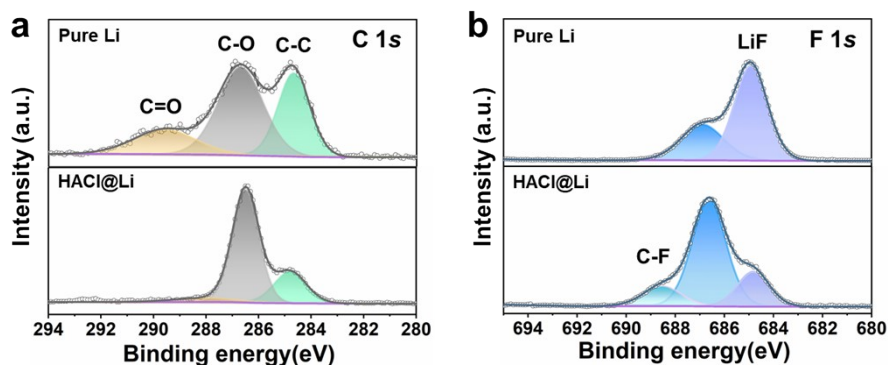 a
Pure Li
C 1s
C-O
C-C
C=O
HACl@Li
Intensity (a.u.)
294 292 290 288 286 284 282 280
Binding energy(eV)
b
Pure Li
F 1s
LiF
HACl@Li
C-F
Intensity (a.u.)
694 692 690 688 686 684 682 680
Binding energy(eV)